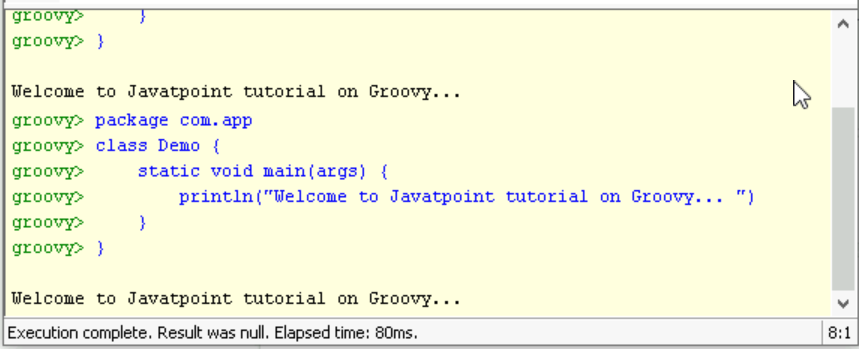 groovy>     }
groovy> }
Welcome to Javatpoint tutorial on Groovy...
groovy> package com.app
groovy> class Demo {
groovy>     static void main(args) {
groovy>         println("Welcome to Javatpoint tutorial on Groovy... ")
groovy>     }
groovy> }
Welcome to Javatpoint tutorial on Groovy...
Execution complete. Result was null. Elapsed time: 80ms. 8:1